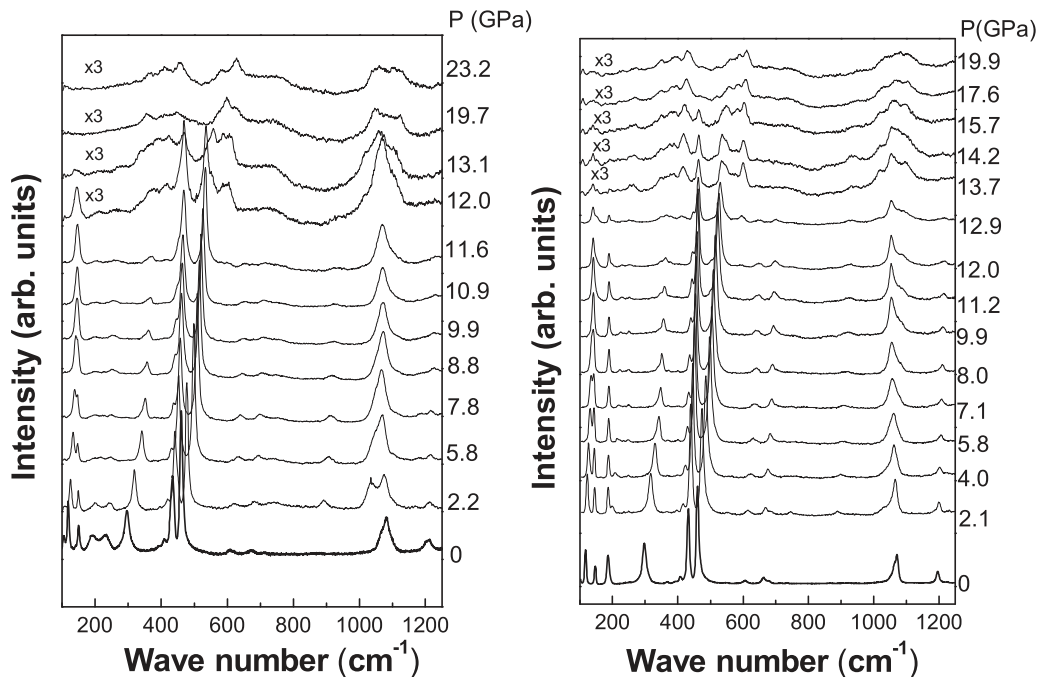 P (GPa)
x3
23.2
x3
19.7
x3
13.1
x3
12.0
11.6
10.9
9.9
8.8
7.8
5.8
2.2
0
200 400 600 800 1000 1200
Wave number (cm-1)
Intensity (arb. units)
P(GPa)
x3
19.9
x3
17.6
x3
15.7
x3
14.2
x3
13.7
12.9
12.0
11.2
9.9
8.0
7.1
5.8
4.0
2.1
0
200 400 600 800 1000 1200
Wave number (cm-1)
Intensity (arb. units)